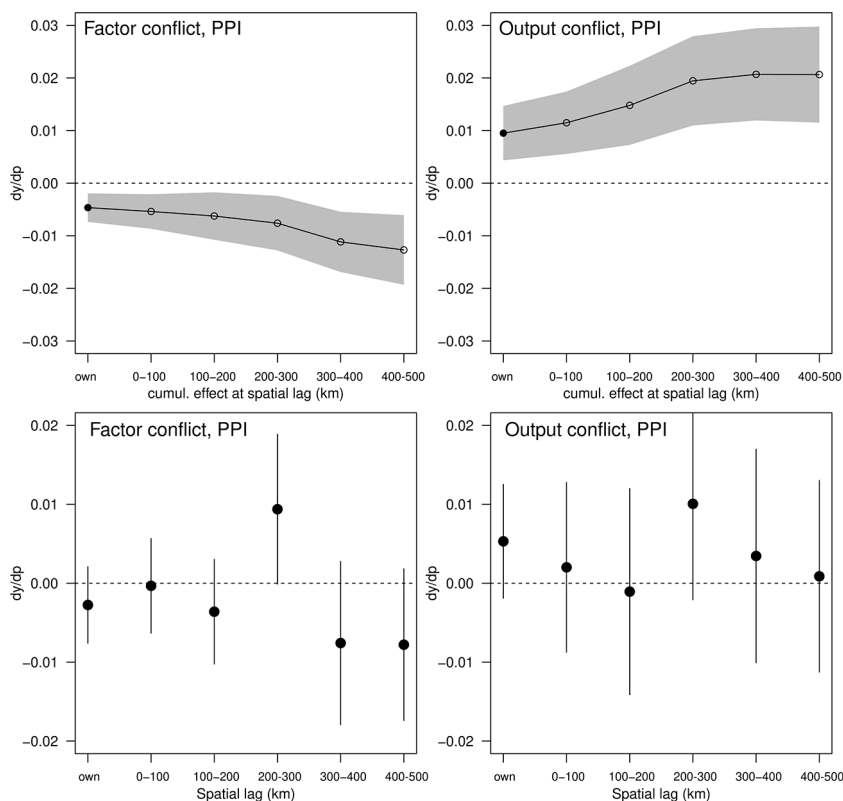 Factor conflict, PPI
dy/dp
0.03
0.02
0.01
0.00
−0.01
−0.02
−0.03
own 0−100 100−200 200-300 300−400 400-500
cumul. effect at spatial lag (km)
Output conflict, PPI
dy/dp
0.03
0.02
0.01
0.00
−0.01
−0.02
−0.03
own 0−100 100−200 200-300 300−400 400-500
cumul. effect at spatial lag (km)
Factor conflict, PPI
dy/dp
0.02
0.01
0.00
−0.01
−0.02
own 0−100 100−200 200-300 300−400 400-500
Spatial lag (km)
Output conflict, PPI
dy/dp
0.02
0.01
0.00
−0.01
−0.02
own 0−100 100−200 200-300 300−400 400-500
Spatial lag (km)